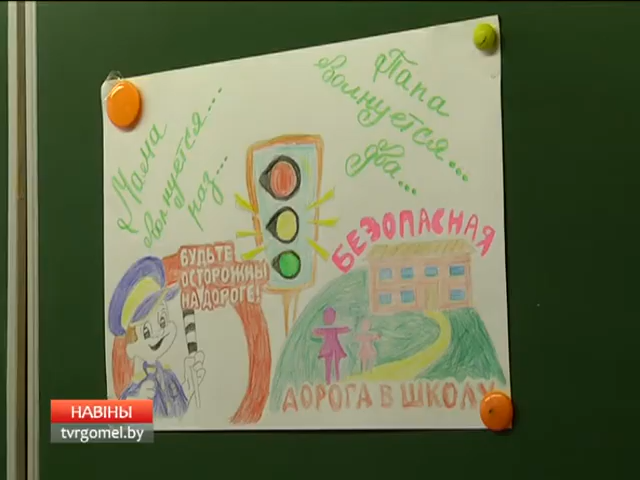 Мама
волнуется...
раз...
Папа
волнуется...
два...
БУДЬТЕ
ОСТОРОЖНЫ
НА ДОРОГЕ!
БЕЗОПАСНАЯ
ДОРОГА В ШКОЛУ
НАВІНЫ
tvrgomel.by